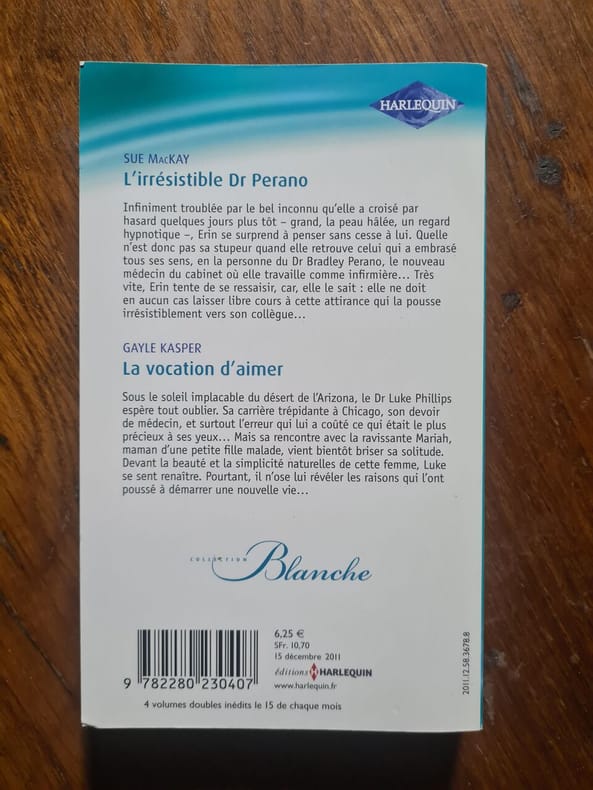 HARLEQUIN
SUE MACKAY
L'irrésistible Dr Perano
Infiniment troublée par le bel inconnu qu'elle a croisé par
hasard quelques jours plus tôt – grand, la peau hâlée, un regard
hypnotique –, Erin se surprend à penser sans cesse à lui. Quelle
n'est donc pas sa stupeur quand elle retrouve celui qui a embrasé
tous ses sens, en la personne du Dr Bradley Perano, le nouveau
médecin du cabinet où elle travaille comme infirmière... Très
vite, Erin tente de se ressaisir, car, elle le sait : elle ne doit
en aucun cas laisser libre cours à cette attirance qui la pousse
irrésistiblement vers son collègue...
GAYLE KASPER
La vocation d'aimer
Sous le soleil implacable du désert de l'Arizona, le Dr Luke Phillips
espère tout oublier. Sa carrière trépidante à Chicago, son devoir
de médecin, et surtout l'erreur qui lui a coûté ce qui était le plus
précieux à ses yeux... Mais sa rencontre avec la ravissante Mariah,
maman d'une petite fille malade, vient bientôt briser sa solitude.
Devant la beauté et la simplicité naturelles de cette femme, Luke
se sent renaître. Pourtant, il n'ose lui révéler les raisons qui l'ont
poussé à démarrer une nouvelle vie...
COLLECTION
Blanche
6,25 €
SFr. 10,70
15 décembre 2011
éditions HARLEQUIN
www.harlequin.fr
9 782280 230407
4 volumes doubles inédits le 15 de chaque mois
2011.12.58.3678.8